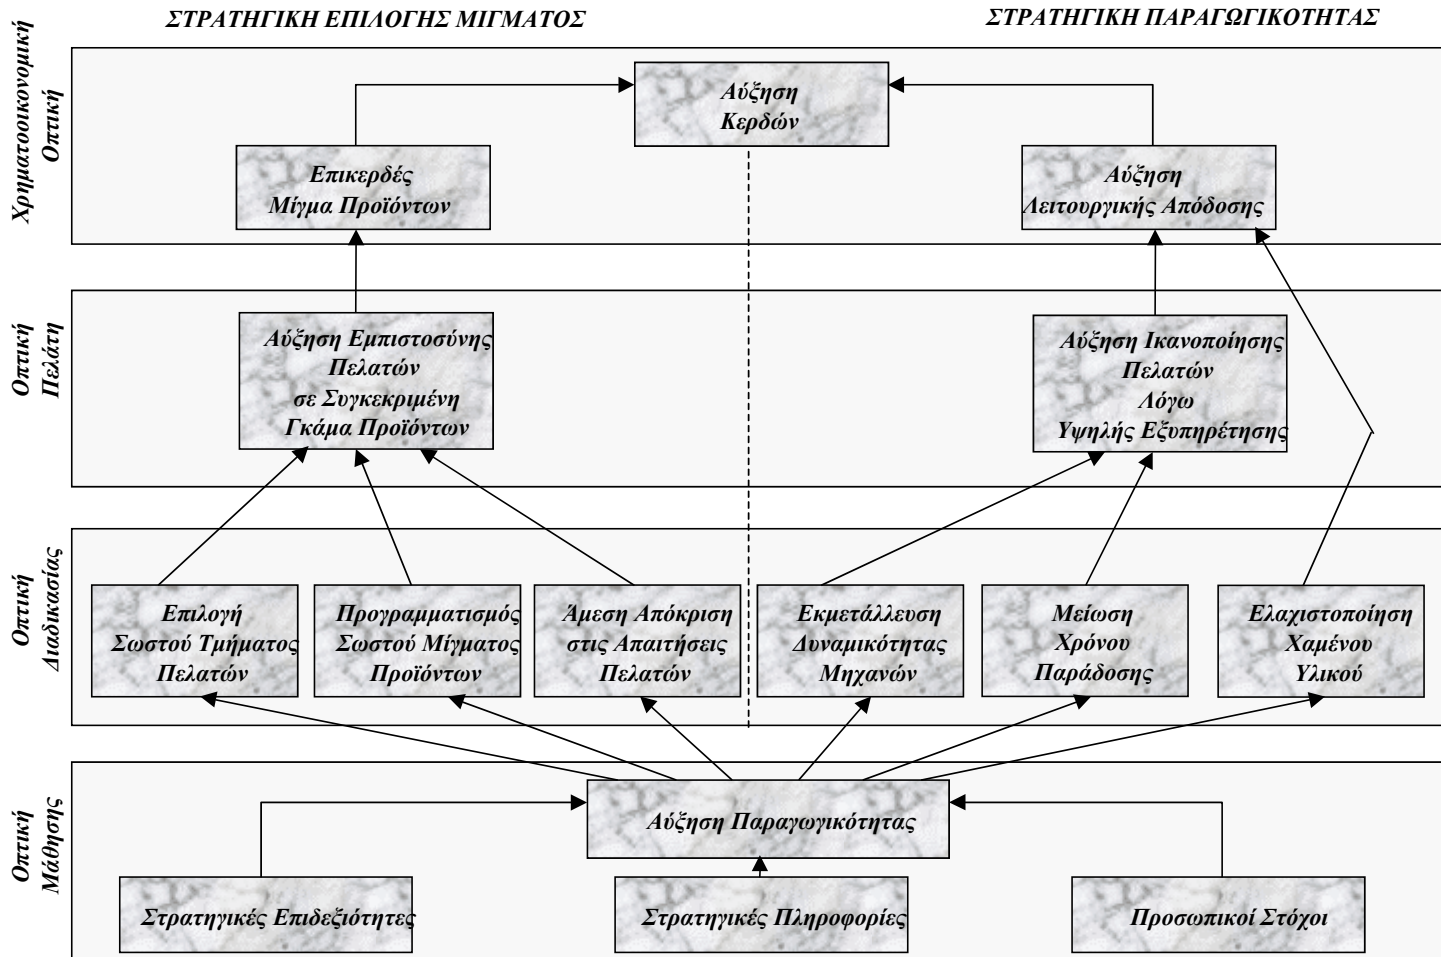 ΣΤΡΑΤΗΓΙΚΗ ΕΠΙΛΟΓΗΣ ΜΙΓΜΑΤΟΣ
ΣΤΡΑΤΗΓΙΚΗ ΠΑΡΑΓΩΓΙΚΟΤΗΤΑΣ
Χρηματοοικονομική
Οπτική
Αύξηση
Κερδών
Επικερδές
Μίγμα Προϊόντων
Αύξηση
Λειτουργικής Απόδοσης
Οπτική
Πελάτη
Αύξηση Εμπιστοσύνης
Πελατών
σε Συγκεκριμένη
Γκάμα Προϊόντων
Αύξηση Ικανοποίησης
Πελατών
Λόγω
Υψηλής Εξυπηρέτησης
Οπτική
Διαδικασίας
Επιλογή
Σωστού Τμήματος
Πελατών
Προγραμματισμός
Σωστού Μίγματος
Προϊόντων
Άμεση Απόκριση
στις Απαιτήσεις
Πελατών
Εκμετάλλευση
Δυναμικότητας
Μηχανών
Μείωση
Χρόνου
Παράδοσης
Ελαχιστοποίηση
Χαμένου
Υλικού
Οπτική
Μάθησης
Αύξηση Παραγωγικότητας
Στρατηγικές Επιδεξιότητες
Στρατηγικές Πληροφορίες
Προσωπικοί Στόχοι